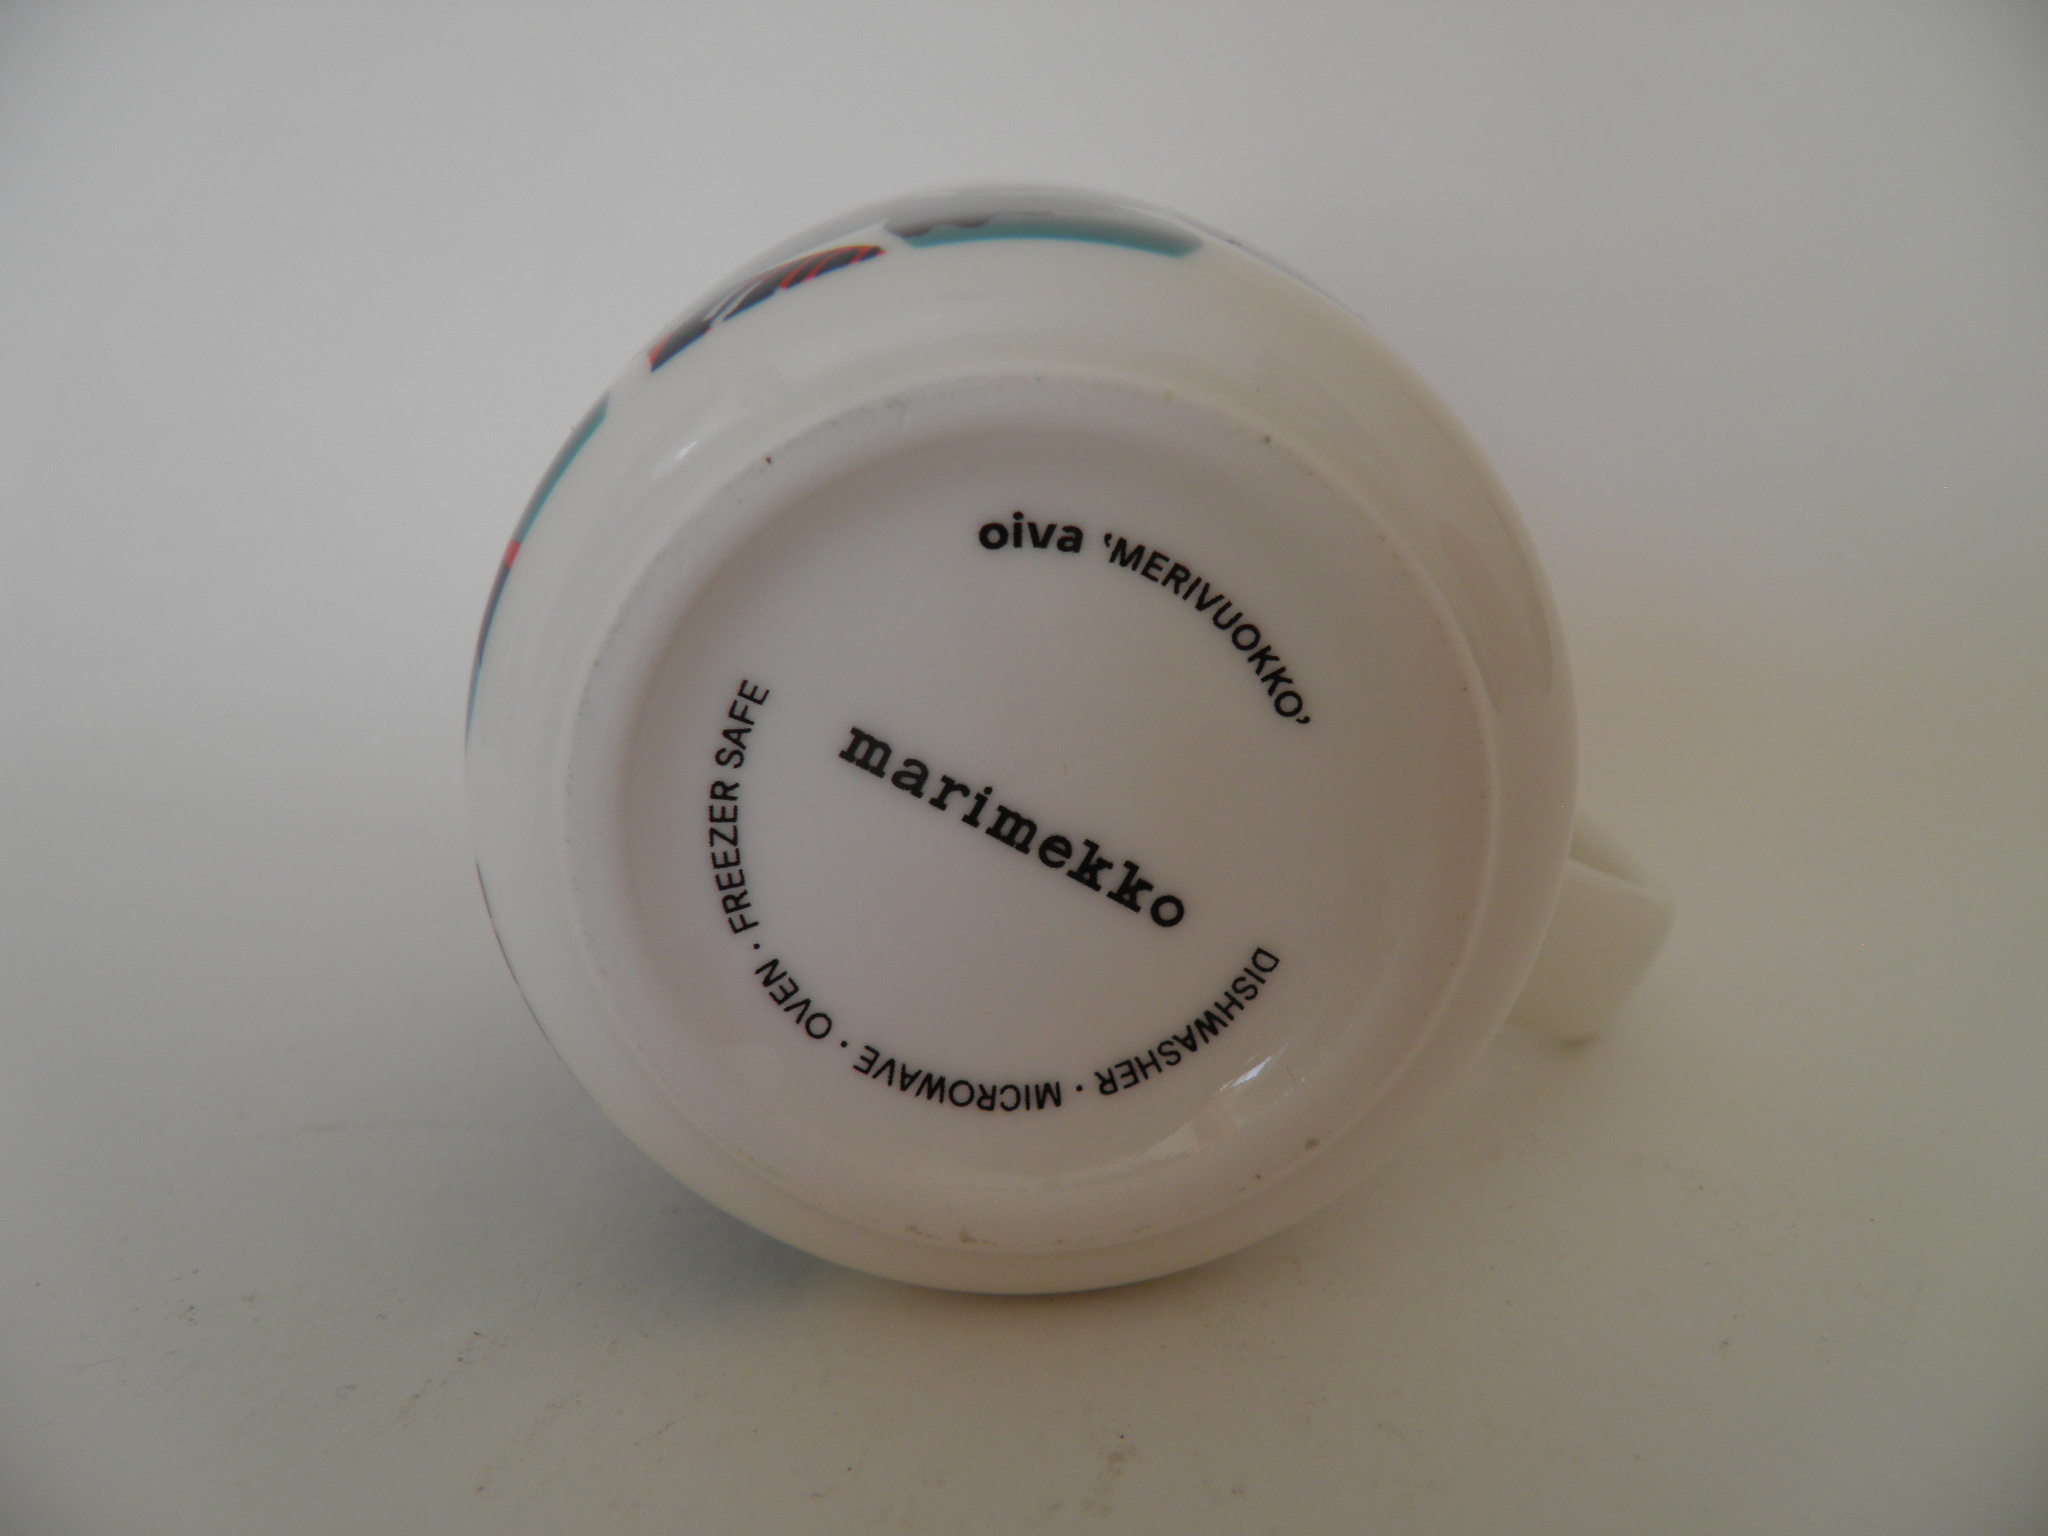 oiva ‘MERIVUOKKO’
marimekko
DISHWASHER · MICROWAVE · OVEN · FREEZER SAFE